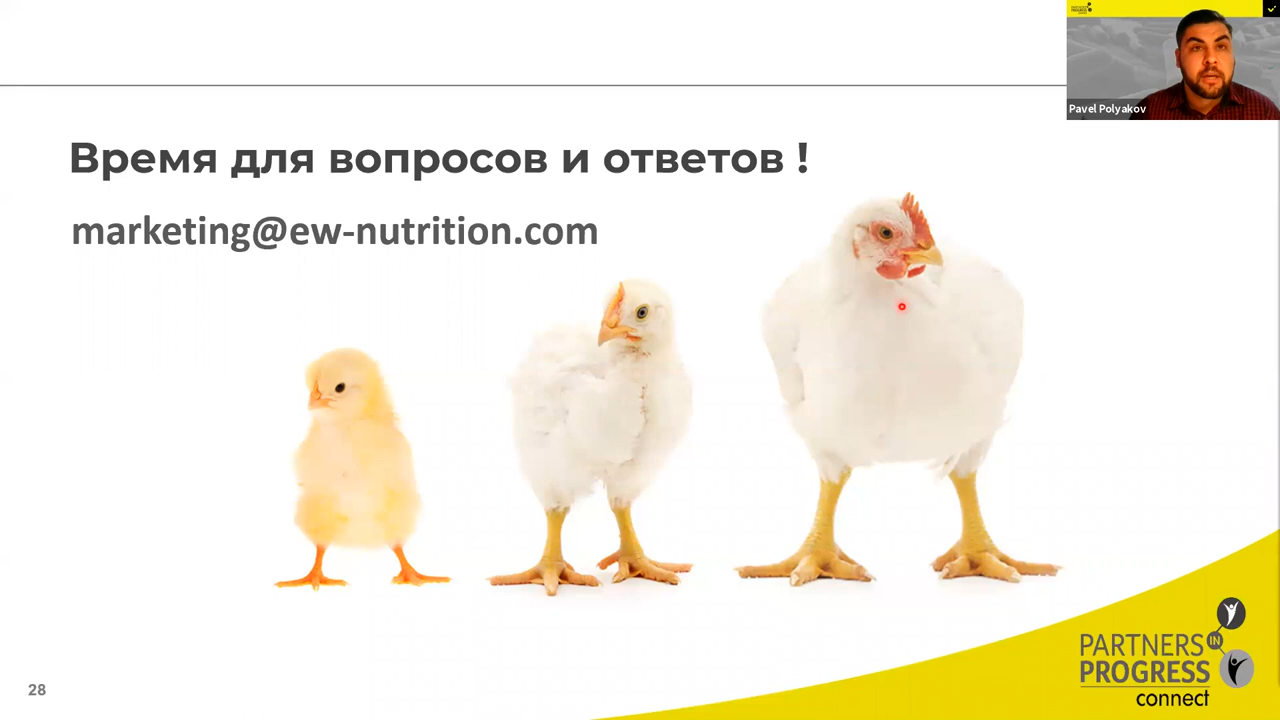 Pavel Polyakov
Время для вопросов и ответов !
marketing@ew-nutrition.com
PARTNERS
IN
PROGRESS
connect
28